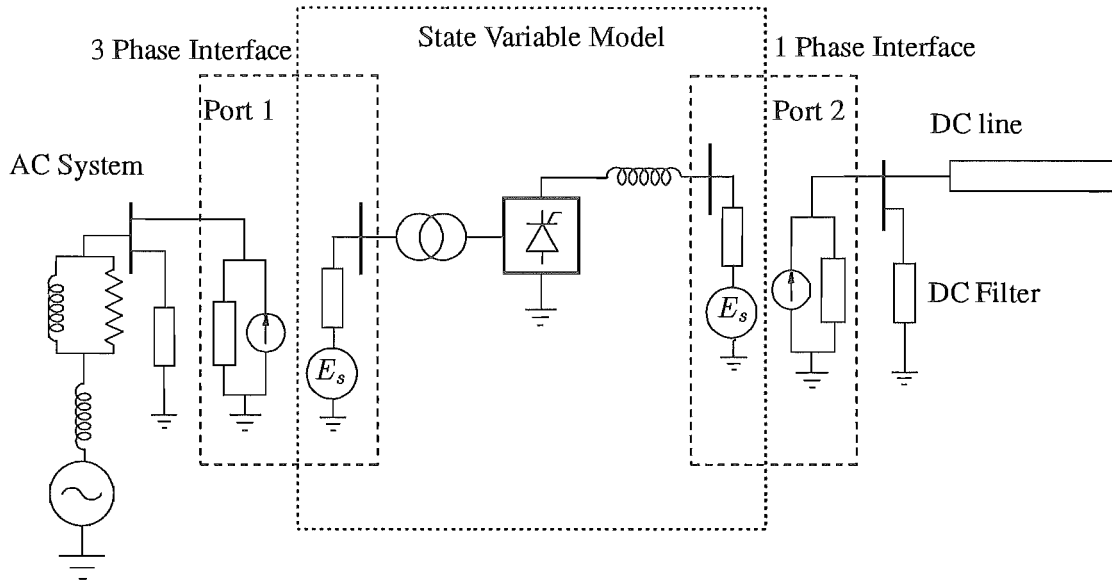 State Variable Model
3 Phase Interface
1 Phase Interface
Port 1
Port 2
DC line
AC System
DC Filter
E_s
E_s